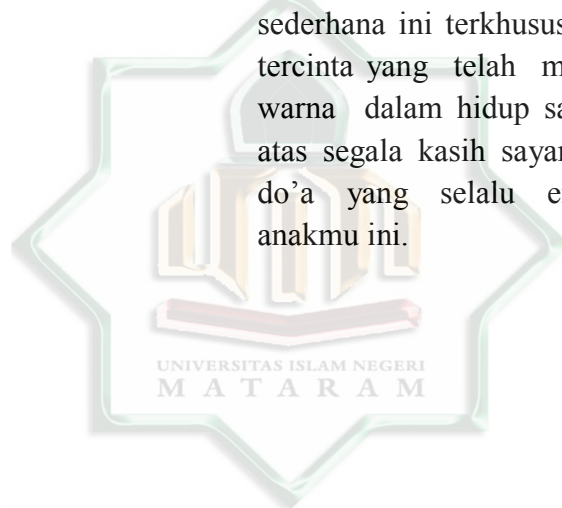 sederhana ini terkhusus
tercinta yang telah
warna dalam hidup
atas segala kasih
do’a yang selalu
anakmu ini.
UNIVERSITAS ISLAM NEGERI
MATARAM